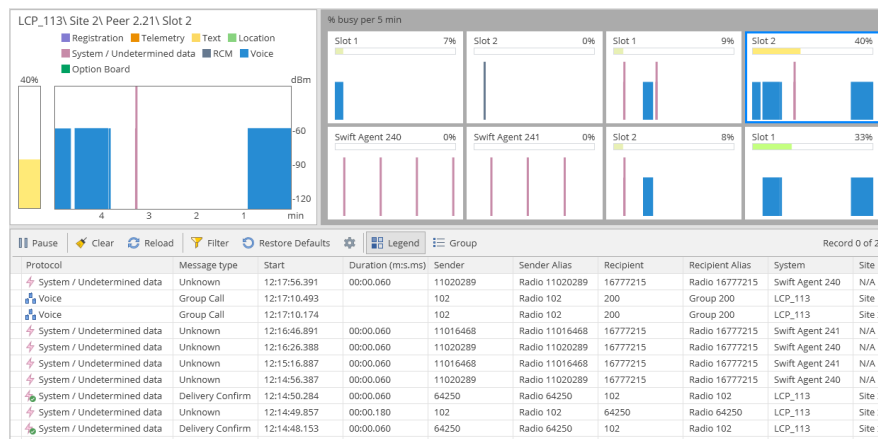 LCP_113\ Site 2\ Peer 2.21\ Slot 2
Registration Telemetry Text Location
System / Undetermined data RCM Voice
Option Board
40% dBm
-60
-90
-120
4 3 2 1 min
% busy per 5 min
Slot 1 7% Slot 2 0% Slot 1 9% Slot 2 40%
Swift Agent 240 0% Swift Agent 241 0% Slot 2 8% Slot 1 33%
Pause Clear Reload Filter Restore Defaults Legend Group Record 0 of 2
Protocol Message type Start Duration (m:s.ms) Sender Sender Alias Recipient Recipient Alias System Site
System / Undetermined data Unknown 12:17:56.391 00:00.060 11020289 Radio 11020289 16777215 Radio 16777215 Swift Agent 240 N/A
Voice Group Call 12:17:10.493 102 Radio 102 200 Group 200 LCP_113 Site
Voice Group Call 12:17:10.174 102 Radio 102 200 Group 200 LCP_113 Site
System / Undetermined data Unknown 12:16:46.891 00:00.060 11016468 Radio 11016468 16777215 Radio 16777215 Swift Agent 241 N/A
System / Undetermined data Unknown 12:16:26.388 00:00.060 11020289 Radio 11020289 16777215 Radio 16777215 Swift Agent 240 N/A
System / Undetermined data Unknown 12:15:16.887 00:00.060 11016468 Radio 11016468 16777215 Radio 16777215 Swift Agent 241 N/A
System / Undetermined data Unknown 12:14:56.387 00:00.060 11020289 Radio 11020289 16777215 Radio 16777215 Swift Agent 240 N/A
System / Undetermined data Delivery Confirm 12:14:50.284 00:00.060 64250 Radio 64250 102 Radio 102 LCP_113 Site
System / Undetermined data Unknown 12:14:49.857 00:00.180 102 Radio 102 64250 Radio 64250 LCP_113 Site
System / Undetermined data Delivery Confirm 12:14:48.153 00:00.060 64250 Radio 64250 102 Radio 102 LCP_113 Site